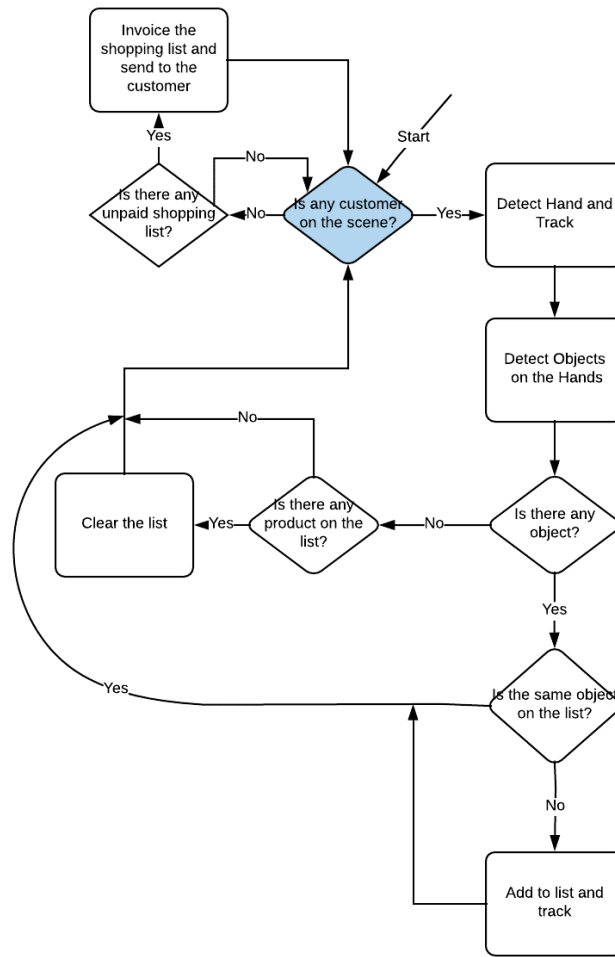 Invoice the
shopping list and
send to the
customer
Start
Yes
No
Is there any
unpaid shopping
list?
No
Is any customer
on the scene?
Yes
Detect Hand and
Track
Detect Objects
on the Hands
No
Clear the list
Yes
Is there any
product on the
list?
No
Is there any
object?
Yes
Yes
Is the same object
on the list?
No
Add to list and
track